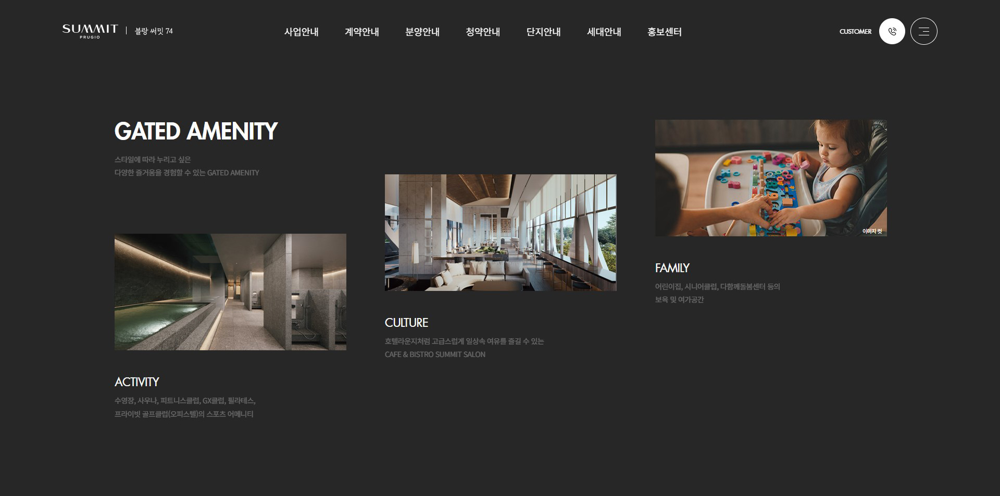 SUMMIT
PRUGIO
블랑 써밋 74
사업안내 계약안내 분양안내 청약안내 단지안내 세대안내 홍보센터
CUSTOMER
GATED AMENITY
스타일에 따라 누리고 싶은
다양한 즐거움을 경험할 수 있는 GATED AMENITY
ACTIVITY
수영장, 사우나, 피트니스클럽, GX클럽, 필라테스,
프라이빗 골프클럽(오피스텔)의 스포츠 어메니티
CULTURE
호텔라운지처럼 고급스럽게 일상속 여유를 즐길 수 있는
CAFE & BISTRO SUMMIT SALON
이미지 컷
FAMILY
어린이집, 시니어클럽, 다함께돌봄센터 등의
보육 및 여가공간